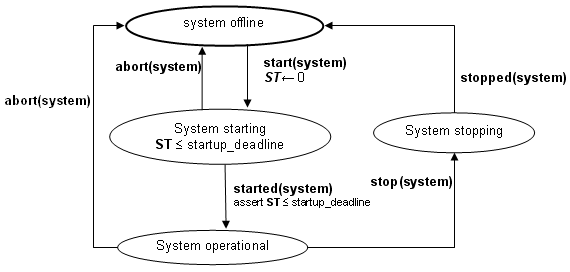 system offline
abort(system)
start(system)
ST← 0
stopped(system)
abort(system)
System starting
ST ≤ startup_deadline
System stopping
started(system)
assert ST ≤ startup_deadline
stop(system)
System operational